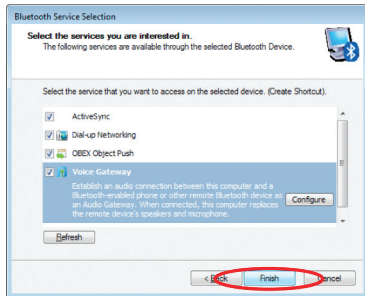 Bluetooth Service Selection
Select the services you are interested in.
The following services are available through the selected Bluetooth Device.
Select the service that you want to access on the selected device. (Create Shortcut).
ActiveSync
Dial-up Networking
OBEX Object Push
Voice Gateway
Establish an audio connection between this computer and a
Bluetooth-enabled phone or other remote Bluetooth device as
an Audio Gateway. When connected, this computer replaces
the remote device's speakers and microphone.
Configure
Refresh
< Back Finish Cancel